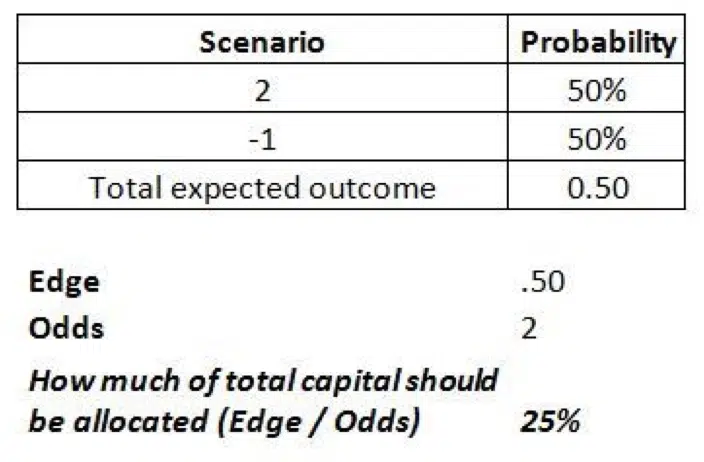 Scenario Probability
2 50%
-1 50%
Total expected outcome 0.50
Edge .50
Odds 2
How much of total capital should
be allocated (Edge / Odds) 25%